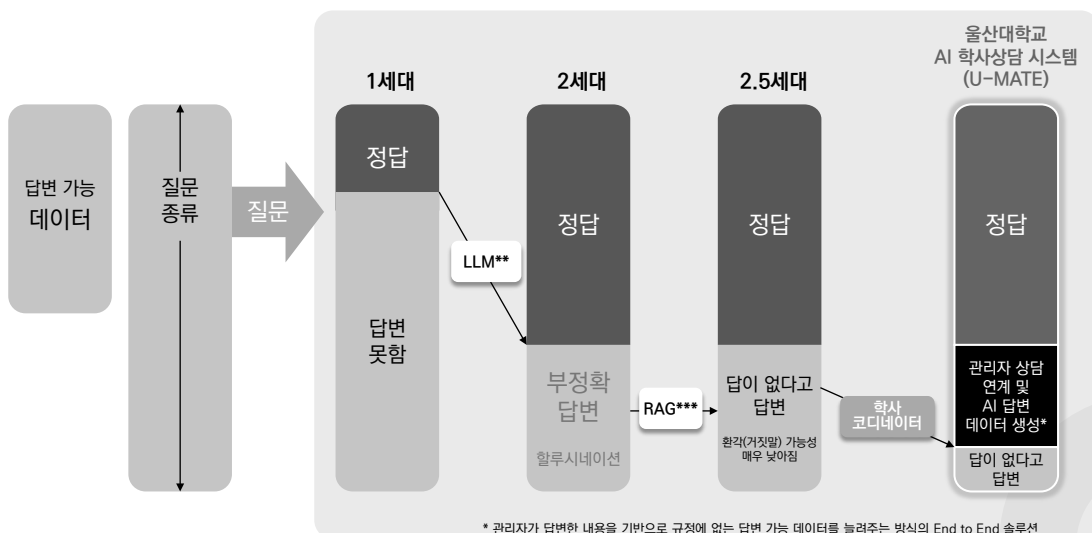 울산대학교
AI 학사상담 시스템
(U-MATE)
1세대
2세대
2.5세대
답변 가능
데이터
질문
종류
질문
정답
답변
못함
LLM**
정답
부정확
답변
할루시네이션
RAG***
정답
답이 없다고
답변
환각(거짓말) 가능성
매우 낮아짐
학사
코디네이터
정답
관리자 상담
연계 및
AI 답변
데이터 생성*
답이 없다고
답변
* 관리자가 답변한 내용을 기반으로 규정에 없는 답변 가능 데이터를 늘려주는 방식의 End to End 솔루션